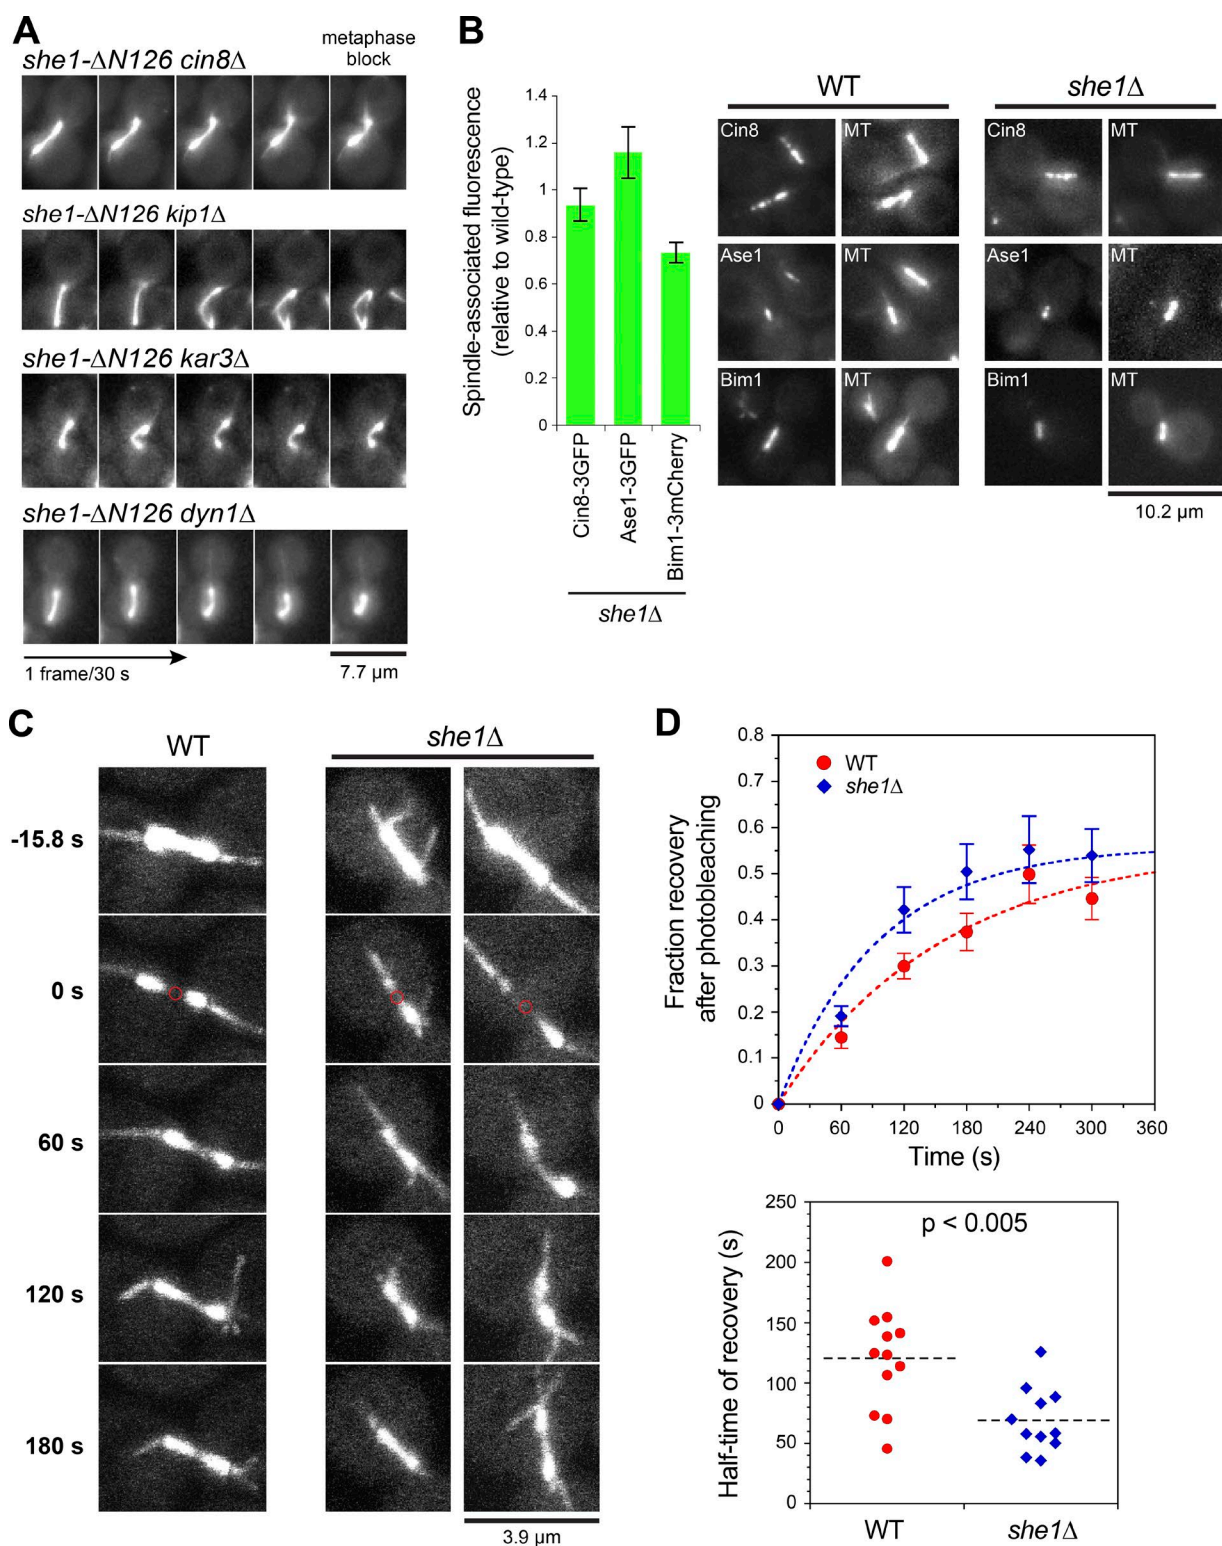 A
metaphase
block
she1-ΔN126 cin8Δ
she1-ΔN126 kip1Δ
she1-ΔN126 kar3Δ
she1-ΔN126 dyn1Δ
1 frame/30 s
7.7 µm
B
Spindle-associated fluorescence
(relative to wild-type)
1.4
1.2
1
0.8
0.6
0.4
0.2
0
Cin8-3GFP
Ase1-3GFP
Bim1-3mCherry
she1Δ
WT
she1Δ
Cin8 MT Cin8 MT
Ase1 MT Ase1 MT
Bim1 MT Bim1 MT
10.2 µm
C
WT
she1Δ
-15.8 s
0 s
60 s
120 s
180 s
3.9 µm
D
Fraction recovery
after photobleaching
0.8
0.7
0.6
0.5
0.4
0.3
0.2
0.1
0
WT
she1Δ
0 60 120 180 240 300 360
Time (s)
Half-time of recovery (s)
250
200
150
100
50
0
p < 0.005
WT she1Δ